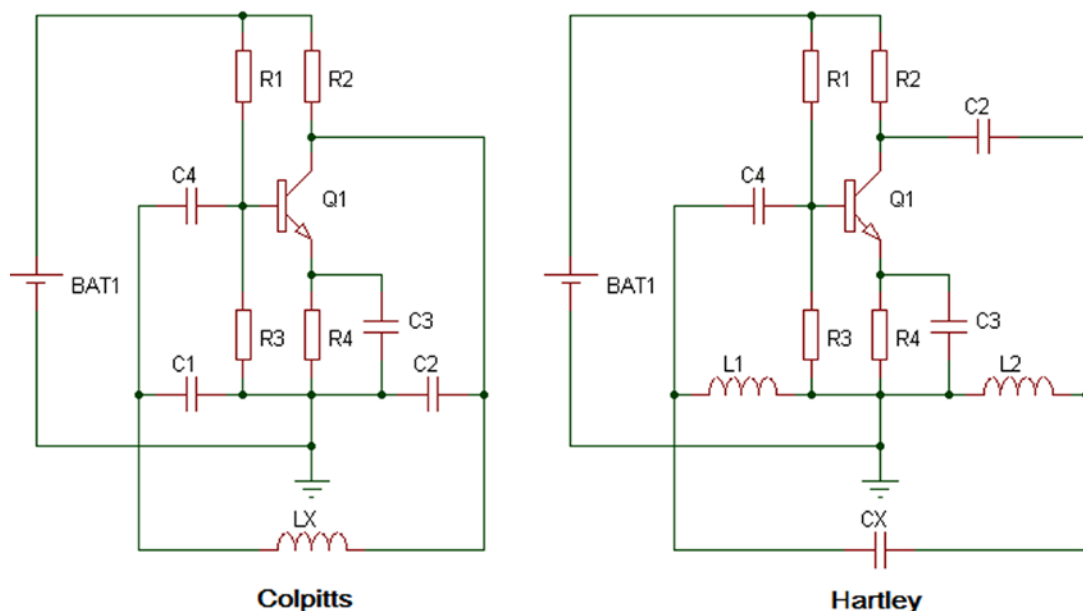 R1
R2
C4
Q1
BAT1
R3
R4
C3
C1
C2
LX
Colpitts
R1
R2
C2
C4
Q1
BAT1
R3
R4
C3
L1
L2
CX
Hartley